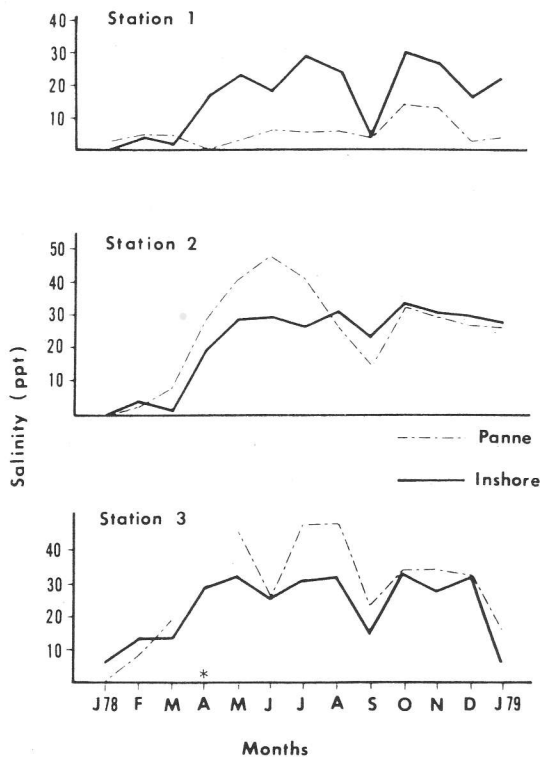 Station 1
40
30
20
10
Station 2
50
40
30
20
10
Salinity (ppt)
Panne
Inshore
Station 3
40
30
20
10
*
J78 F M A M J J A S O N D J79
Months